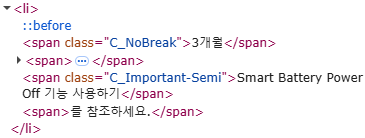 ▼<li>
::before
<span class="C_NoBreak">3개월</span>
▶<span>⋯</span>
<span class="C_Important-Semi">Smart Battery Power
Off 기능 사용하기</span>
<span>를 참조하세요.</span>
</li>